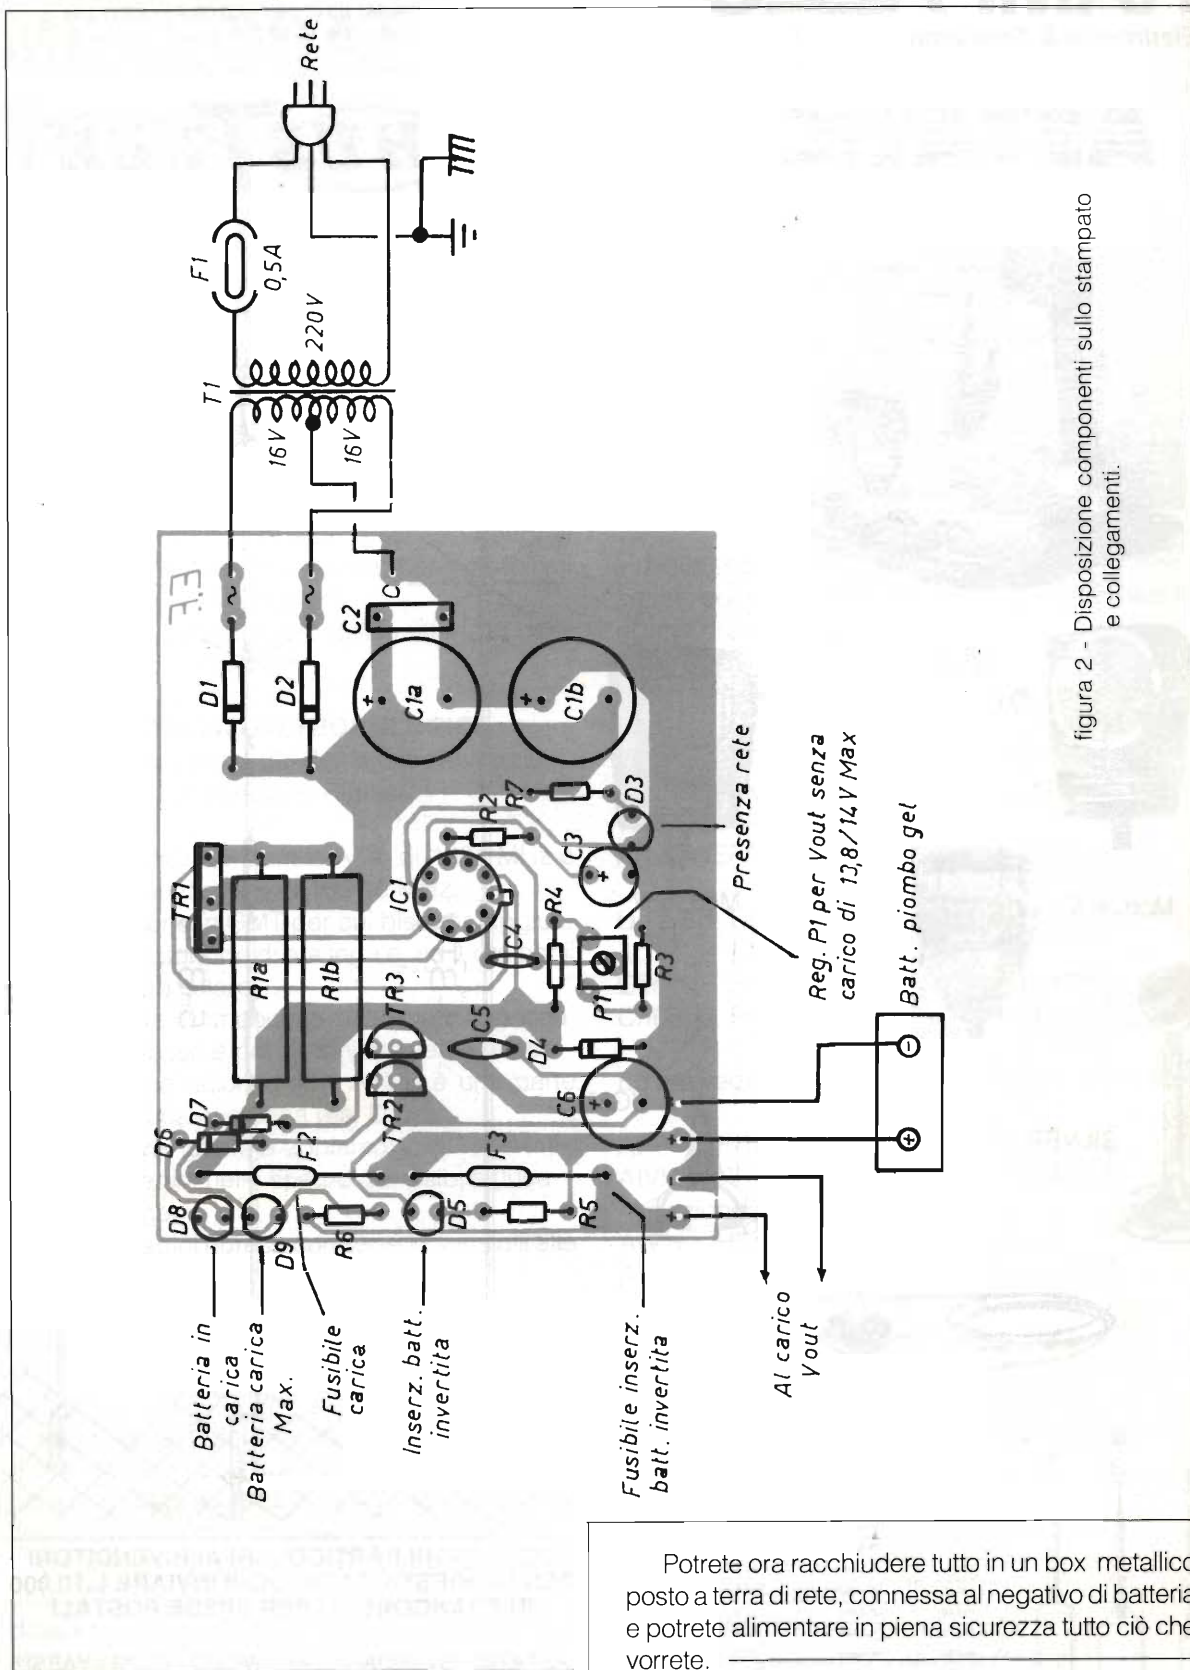 Rete
F1
0,5A
220V
T1
16V
16V
E.F.
~
~
D1
D2
C2
+
C1a
+
C1b
TR1
R1a
R1b
IC1
R2
R7
D3
C3
+
TR3
TR2
C4
R4
P1
R3
C5
D4
C6
+
D7
D6
F2
F3
D8
D9
R6
D5
R5
+
-
+
-
Presenza rete
Reg. P1 per Vout senza
carico di 13,8/14V Max
Batt. piombo gel
Batteria in
carica
Batteria carica
Max.
Fusibile
carica
Inserz. batt.
invertita
Fusibile inserz.
batt. invertita
Al carico
Vout
figura 2 - Disposizione componenti sullo stampato
e collegamenti.
Potrete ora racchiudere tutto in un box metallico
posto a terra di rete, connessa al negativo di batteria
e potrete alimentare in piena sicurezza tutto ciò che
vorrete.